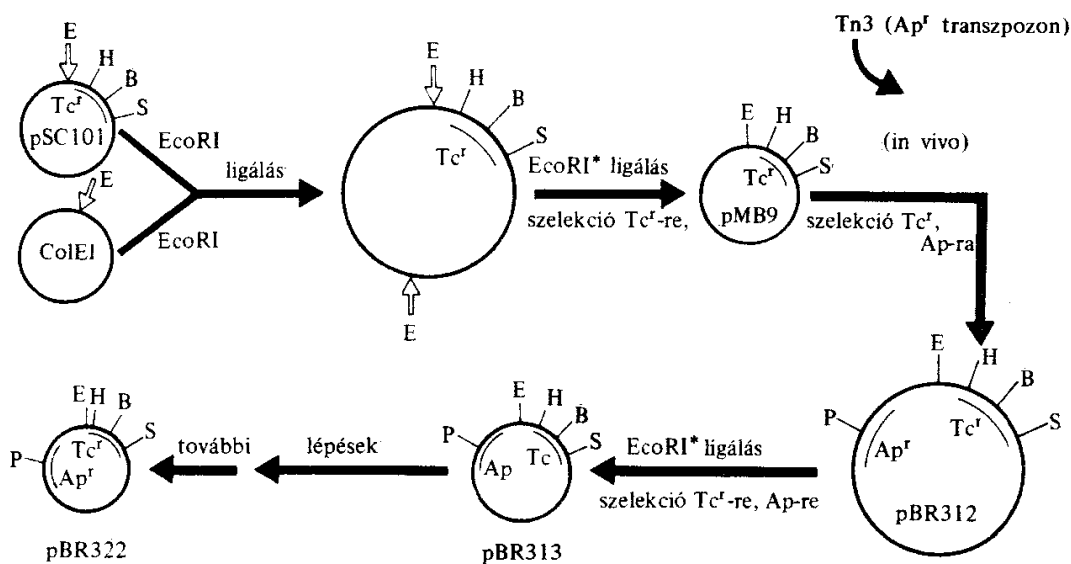 E
H
B
S
Tcʳ
pSC101
EcoRI
E
ColEI
EcoRI
ligálás
E
H
B
S
Tcʳ
E
EcoRI* ligálás
szelekció Tcʳ-re,
E
H
B
S
Tcʳ
pMB9
Tn3 (Apʳ transzpozon)
(in vivo)
szelekció Tcʳ,
Ap-ra
E
H
B
S
P
Apʳ
Tcʳ
pBR312
EcoRI* ligálás
szelekció Tcʳ-re, Ap-re
E
H
B
S
P
Ap
Tc
pBR313
lépések
további
E H
B
S
P
Tcʳ
Apʳ
pBR322